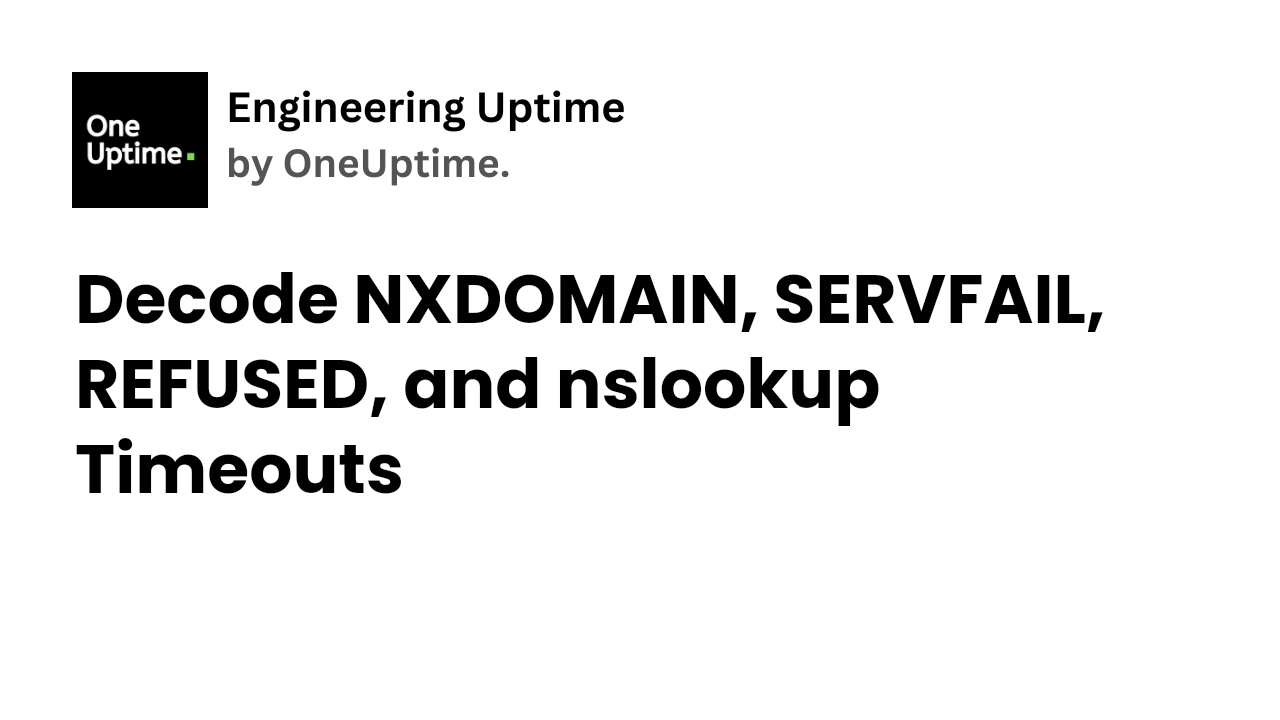 One
Uptime
Engineering Uptime
by OneUptime.
Decode NXDOMAIN, SERVFAIL,
REFUSED, and nslookup
Timeouts